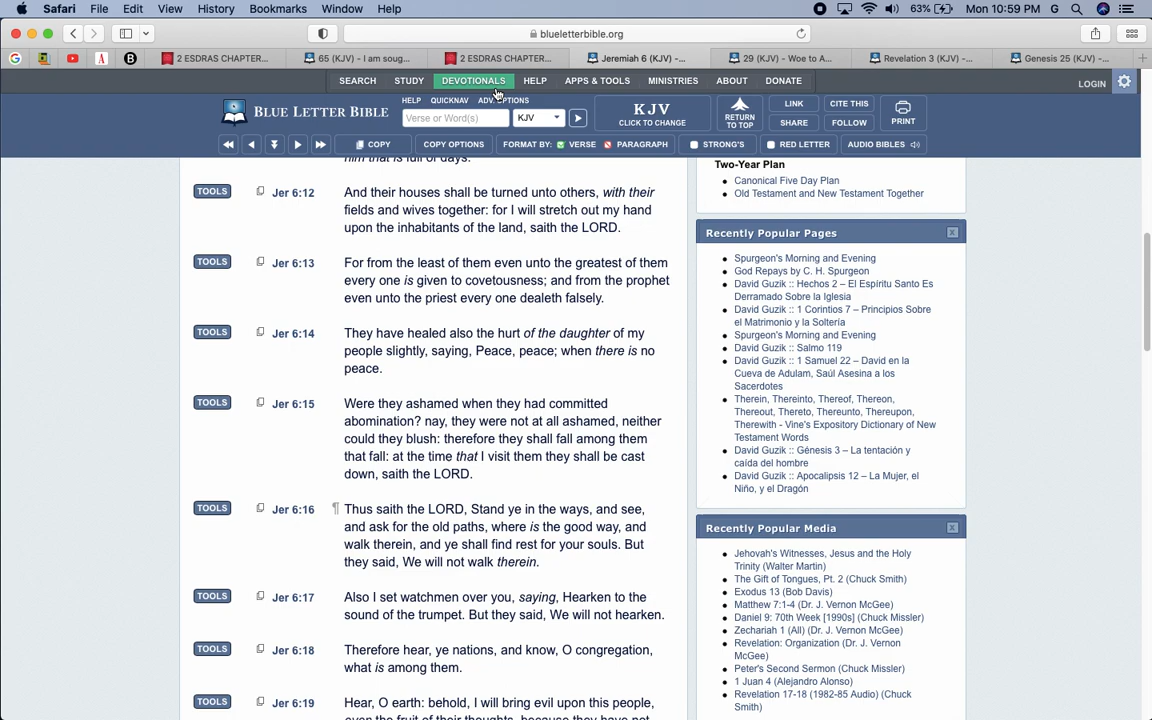 Safari File Edit View History Bookmarks Window Help 63% Mon 10:59 PM G
blueletterbible.org
2 ESDRAS CHAPTER... 65 (KJV) - I am soug... 2 ESDRAS CHAPTER... Jeremiah 6 (KJV) -... 29 (KJV) - Woe to A... Revelation 3 (KJV) -... Genesis 25 (KJV) -...
SEARCH STUDY DEVOTIONALS HELP APPS & TOOLS MINISTRIES ABOUT DONATE LOGIN
BLUE LETTER BIBLE
HELP QUICKNAV ADV. OPTIONS
Verse or Word(s) KJV
KJV
CLICK TO CHANGE
RETURN
TO TOP
LINK CITE THIS
SHARE FOLLOW
PRINT
COPY COPY OPTIONS FORMAT BY: VERSE PARAGRAPH STRONG'S RED LETTER AUDIO BIBLES
him that is full of days.
TOOLS Jer 6:12 And their houses shall be turned unto others, with their
fields and wives together: for I will stretch out my hand
upon the inhabitants of the land, saith the LORD.
TOOLS Jer 6:13 For from the least of them even unto the greatest of them
every one is given to covetousness; and from the prophet
even unto the priest every one dealeth falsely.
TOOLS Jer 6:14 They have healed also the hurt of the daughter of my
people slightly, saying, Peace, peace; when there is no
peace.
TOOLS Jer 6:15 Were they ashamed when they had committed
abomination? nay, they were not at all ashamed, neither
could they blush: therefore they shall fall among them
that fall: at the time that I visit them they shall be cast
down, saith the LORD.
TOOLS Jer 6:16 ¶ Thus saith the LORD, Stand ye in the ways, and see,
and ask for the old paths, where is the good way, and
walk therein, and ye shall find rest for your souls. But
they said, We will not walk therein.
TOOLS Jer 6:17 Also I set watchmen over you, saying, Hearken to the
sound of the trumpet. But they said, We will not hearken.
TOOLS Jer 6:18 Therefore hear, ye nations, and know, O congregation,
what is among them.
TOOLS Jer 6:19 Hear, O earth: behold, I will bring evil upon this people,
even the fruit of their thoughts, because they have not
Two-Year Plan
Canonical Five Day Plan
Old Testament and New Testament Together
Recently Popular Pages
Spurgeon's Morning and Evening
God Repays by C. H. Spurgeon
David Guzik :: Hechos 2 – El Espíritu Santo Es
Derramado Sobre la Iglesia
David Guzik :: 1 Corintios 7 – Principios Sobre
el Matrimonio y la Soltería
Spurgeon's Morning and Evening
David Guzik :: Salmo 119
David Guzik :: 1 Samuel 22 – David en la
Cueva de Adulam, Saúl Asesina a los
Sacerdotes
Therein, Thereinto, Thereof, Thereon,
Thereout, Thereto, Thereunto, Thereupon,
Therewith - Vine's Expository Dictionary of New
Testament Words
David Guzik :: Génesis 3 – La tentación y
caída del hombre
David Guzik :: Apocalipsis 12 – La Mujer, el
Niño, y el Dragón
Recently Popular Media
Jehovah's Witnesses, Jesus and the Holy
Trinity (Walter Martin)
The Gift of Tongues, Pt. 2 (Chuck Smith)
Exodus 13 (Bob Davis)
Matthew 7:1-4 (Dr. J. Vernon McGee)
Daniel 9: 70th Week [1990s] (Chuck Missler)
Zechariah 1 (All) (Dr. J. Vernon McGee)
Revelation: Organization (Dr. J. Vernon
McGee)
Peter's Second Sermon (Chuck Missler)
1 Juan 4 (Alejandro Alonso)
Revelation 17-18 (1982-85 Audio) (Chuck
Smith)